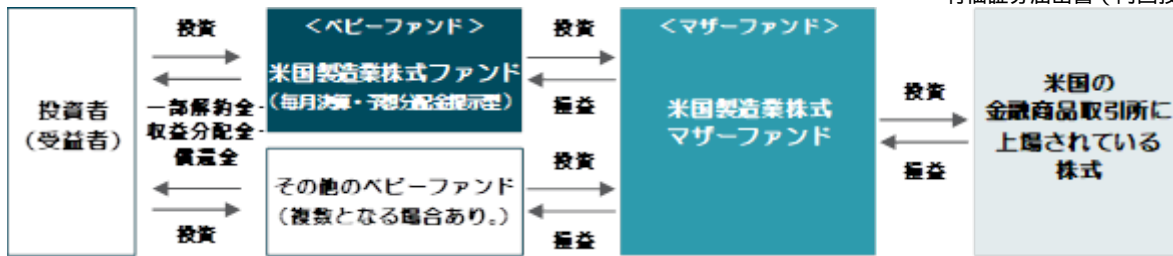 有価証券届出書（内国投
投資者
（受益者）
投資
一部解約金・
収益分配金・
償還金
投資
＜ベビーファンド＞
米国製造業株式ファンド
（毎月決算・予想分配金提示型）
その他のベビーファンド
（複数となる場合あり。）
投資
損益
投資
損益
＜マザーファンド＞
米国製造業株式
マザーファンド
投資
損益
米国の
金融商品取引所に
上場されている
株式